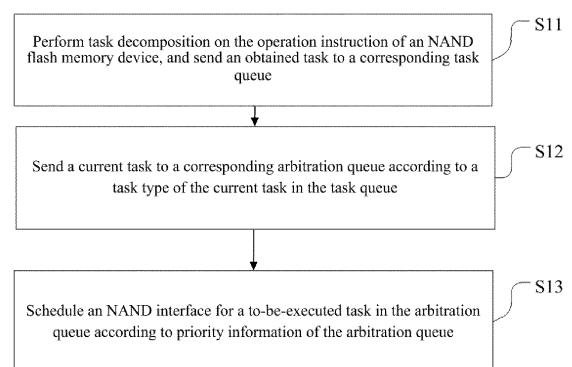 S11
Perform task decomposition on the operation instruction of an NAND
flash memory device, and send an obtained task to a corresponding task
queue
S12
Send a current task to a corresponding arbitration queue according to a
task type of the current task in the task queue
S13
Schedule an NAND interface for a to-be-executed task in the arbitration
queue according to priority information of the arbitration queue